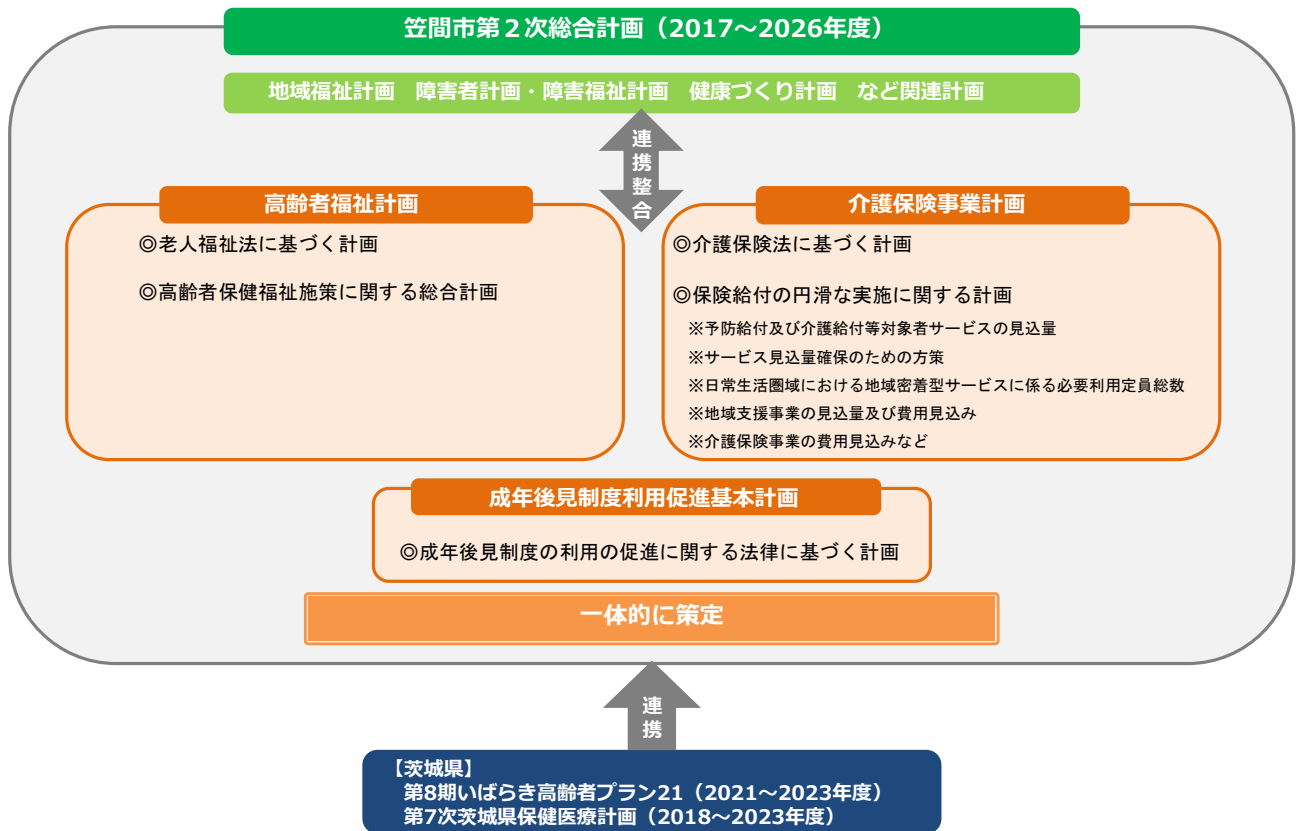 笠間市第２次総合計画（2017～2026年度）
地域福祉計画　障害者計画・障害福祉計画　健康づくり計画　など関連計画
連携整合
高齢者福祉計画
◎老人福祉法に基づく計画
◎高齢者保健福祉施策に関する総合計画
介護保険事業計画
◎介護保険法に基づく計画
◎保険給付の円滑な実施に関する計画
※予防給付及び介護給付等対象者サービスの見込量
※サービス見込量確保のための方策
※日常生活圏域における地域密着型サービスに係る必要利用定員総数
※地域支援事業の見込量及び費用見込み
※介護保険事業の費用見込みなど
成年後見制度利用促進基本計画
◎成年後見制度の利用の促進に関する法律に基づく計画
一体的に策定
連携
【茨城県】
第8期いばらき高齢者プラン21（2021～2023年度）
第7次茨城県保健医療計画（2018～2023年度）